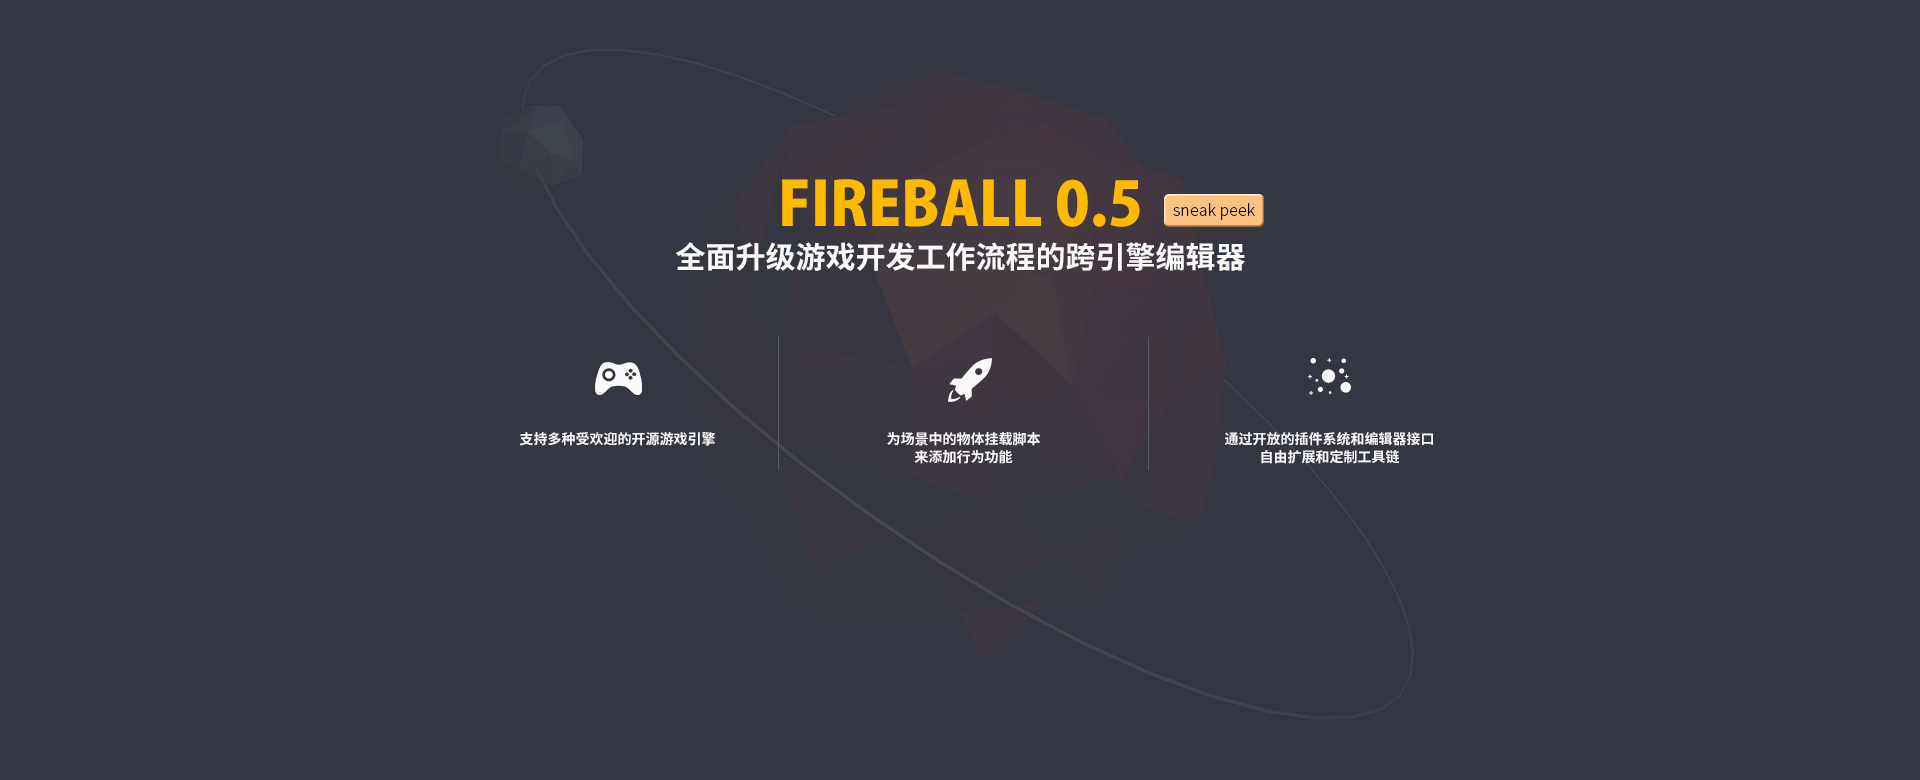 FIREBALL 0.5
sneak peek
全面升级游戏开发工作流程的跨引擎编辑器
支持多种受欢迎的开源游戏引擎
为场景中的物体挂载脚本
来添加行为功能
通过开放的插件系统和编辑器接口
自由扩展和定制工具链